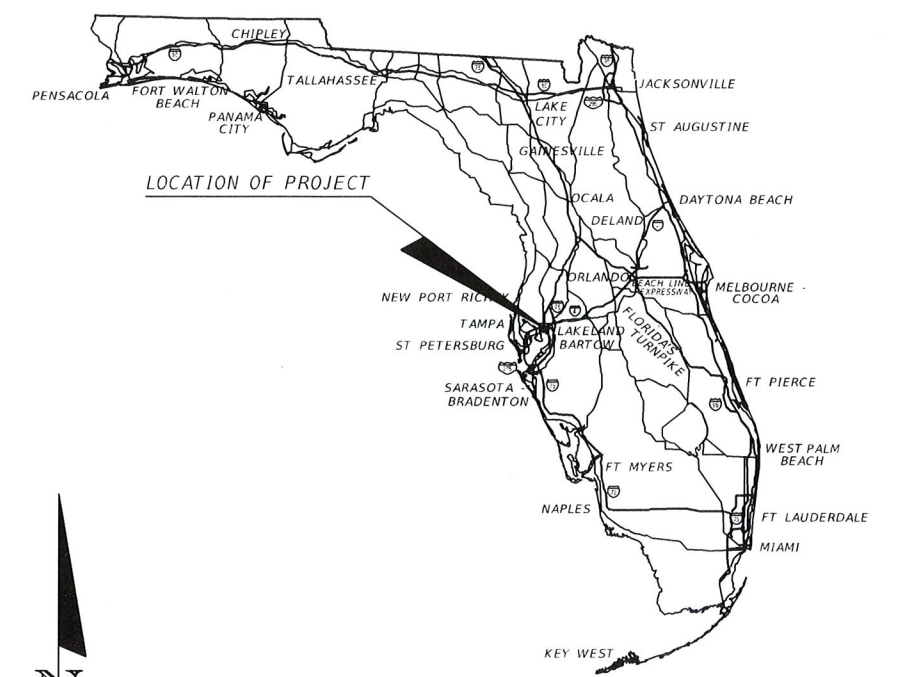 CHIPLEY
PENSACOLA
FORT WALTON
BEACH
PANAMA
CITY
TALLAHASSEE
LAKE
CITY
JACKSONVILLE
ST AUGUSTINE
GAINESVILLE
LOCATION OF PROJECT
OCALA
DELAND
DAYTONA BEACH
ORLANDO
BEACH LINE
EXPRESSWAY
MELBOURNE -
COCOA
NEW PORT RICHEY
TAMPA
ST PETERSBURG
LAKELAND
BARTOW
FLORIDA'S
TURNPIKE
SARASOTA -
BRADENTON
FT PIERCE
WEST PALM
BEACH
FT MYERS
NAPLES
FT LAUDERDALE
MIAMI
KEY WEST
N